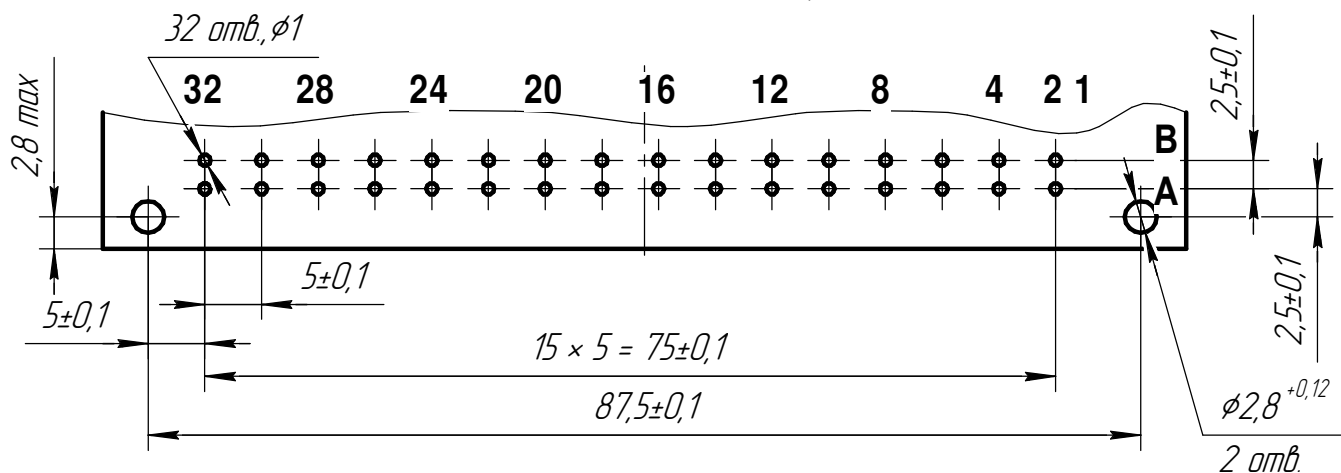 32 отв.,ϕ1
32 28 24 20 16 12 8 4 2 1
2,8 max
2,5±0,1
B
A
5±0,1
5±0,1
2,5±0,1
15 × 5 = 75±0,1
87,5±0,1
ϕ2,8 +0,12
2 отв.